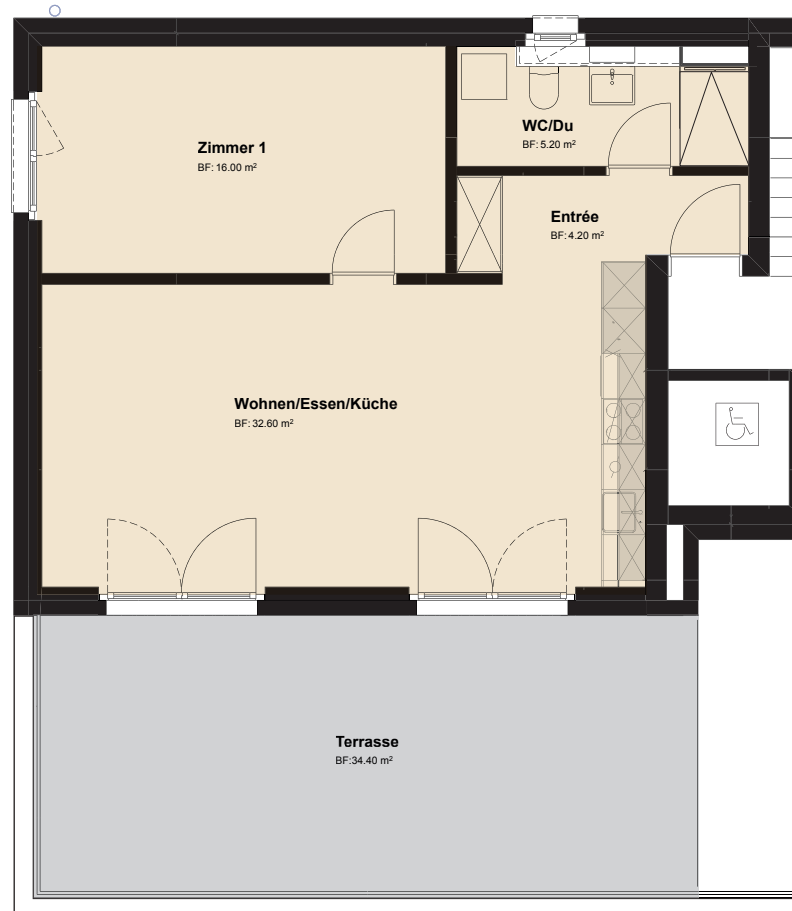 WC/Du
BF: 5.20 m²
Zimmer 1
BF: 16.00 m²
Entrée
BF: 4.20 m²
Wohnen/Essen/Küche
BF: 32.60 m²
Terrasse
BF:34.40 m²